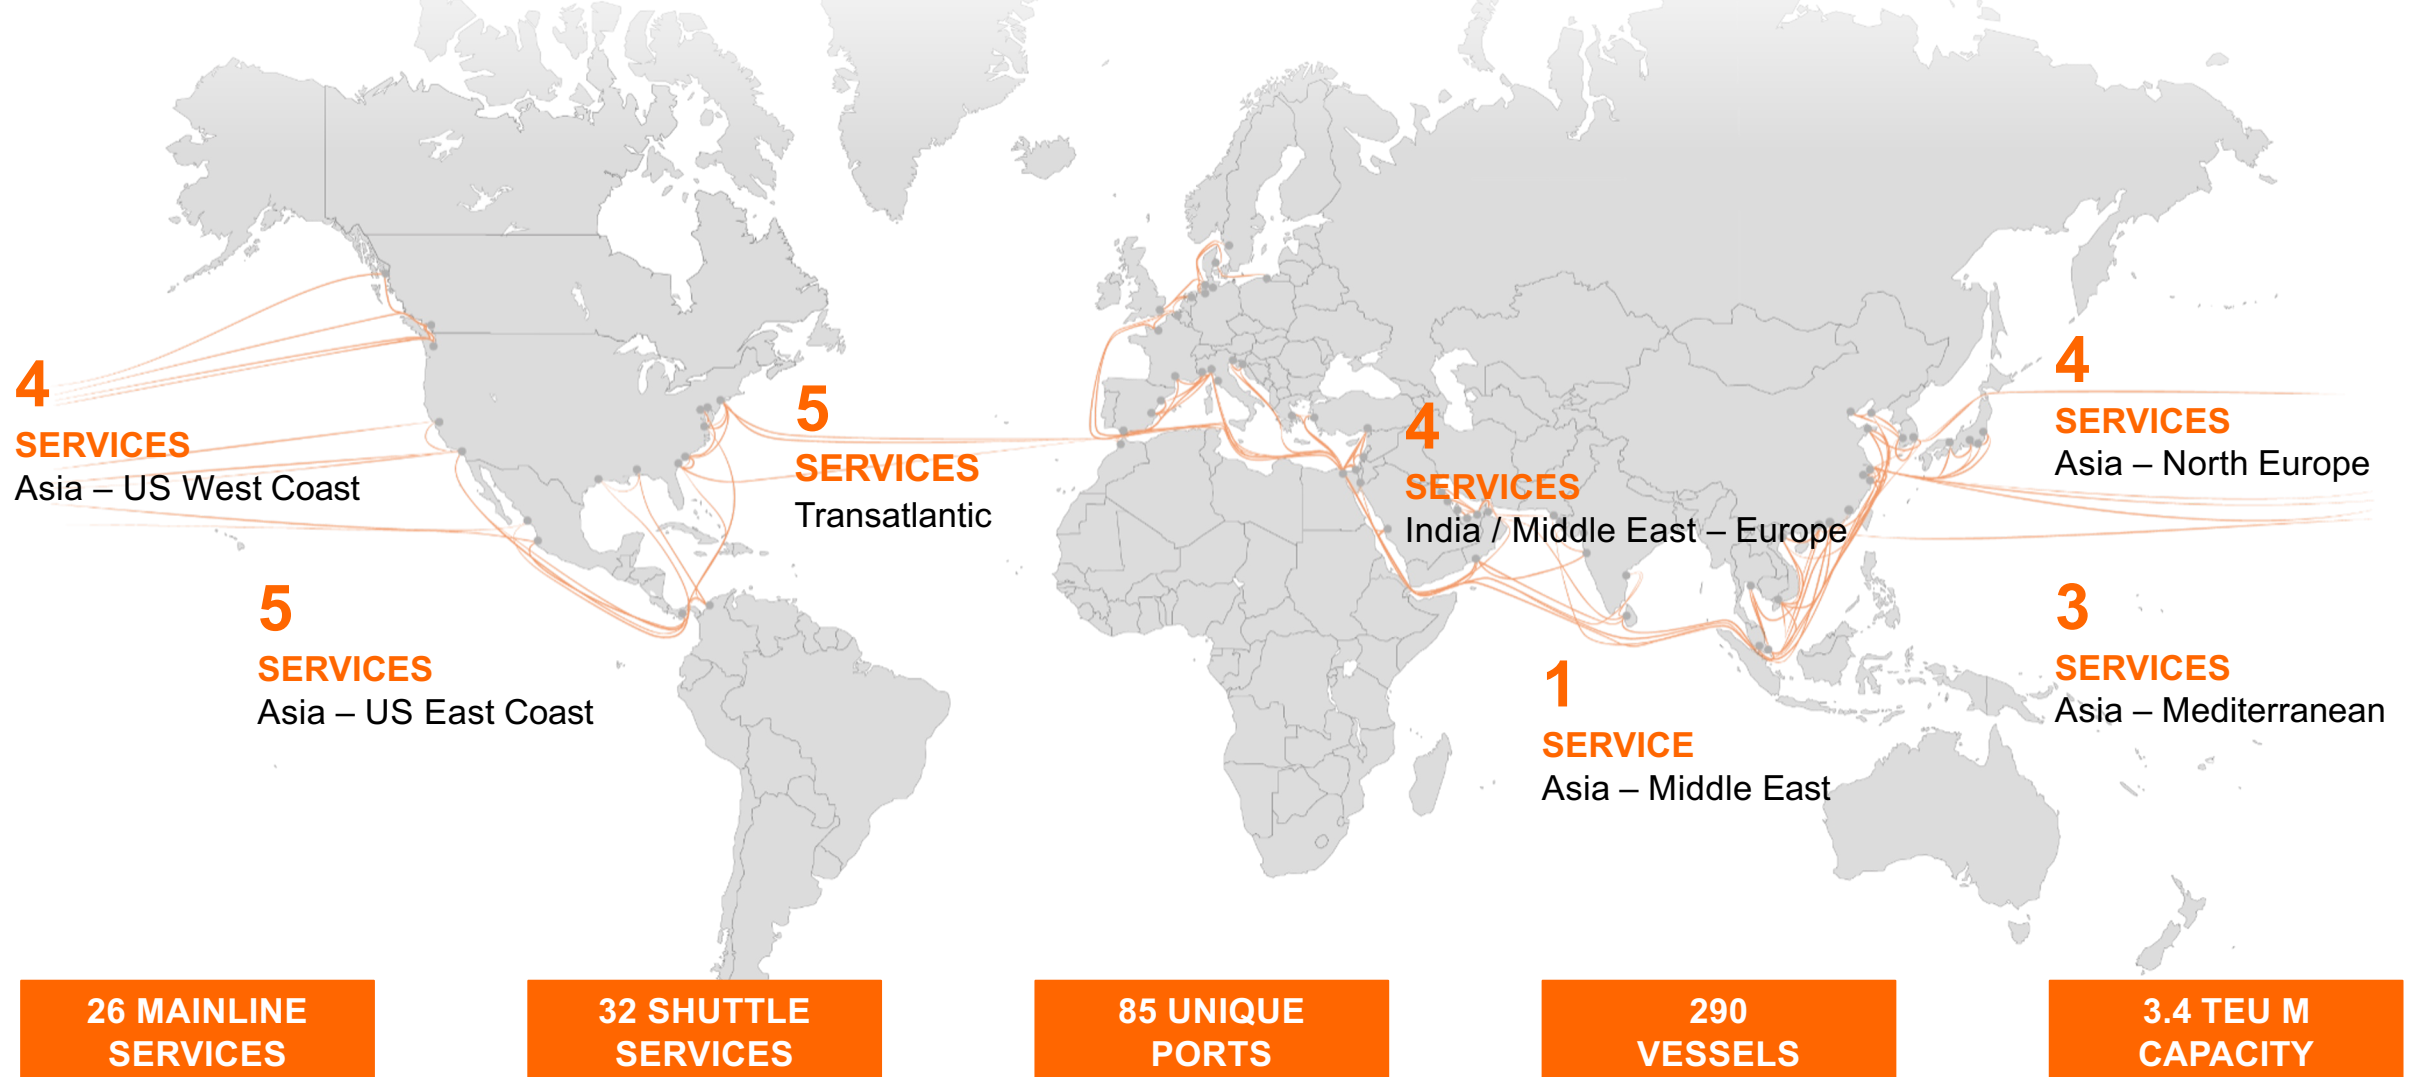 4
SERVICES
Asia – US West Coast
5
SERVICES
Asia – US East Coast
5
SERVICES
Transatlantic
4
SERVICES
India / Middle East – Europe
1
SERVICE
Asia – Middle East
4
SERVICES
Asia – North Europe
3
SERVICES
Asia – Mediterranean
26 MAINLINE
SERVICES
32 SHUTTLE
SERVICES
85 UNIQUE
PORTS
290
VESSELS
3.4 TEU M
CAPACITY